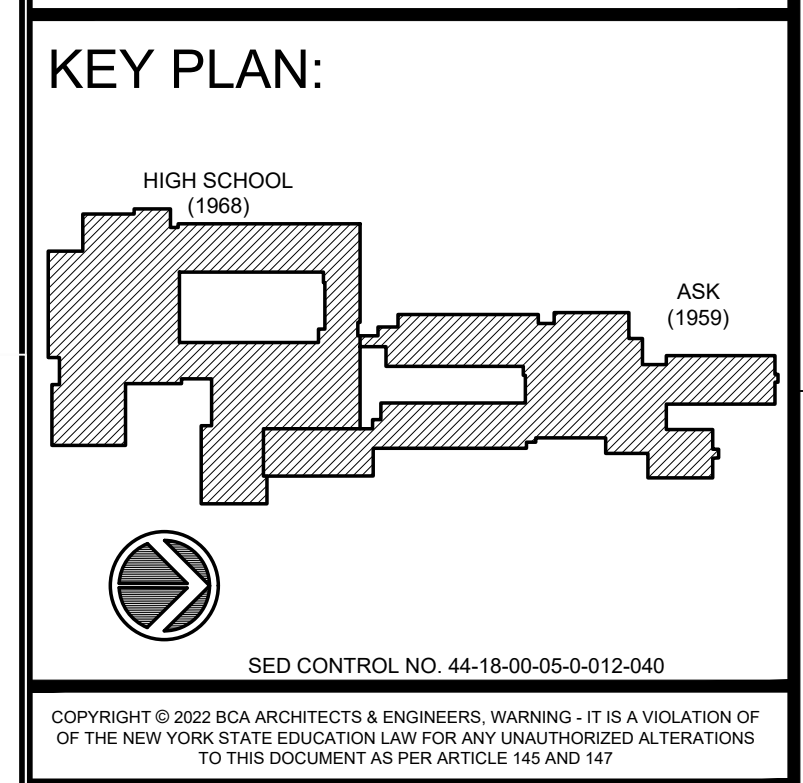 KEY PLAN:
HIGH SCHOOL
(1968)
ASK
(1959)
SED CONTROL NO. 44-18-00-05-0-012-040
COPYRIGHT © 2022 BCA ARCHITECTS & ENGINEERS, WARNING - IT IS A VIOLATION OF
OF THE NEW YORK STATE EDUCATION LAW FOR ANY UNAUTHORIZED ALTERATIONS
TO THIS DOCUMENT AS PER ARTICLE 145 AND 147